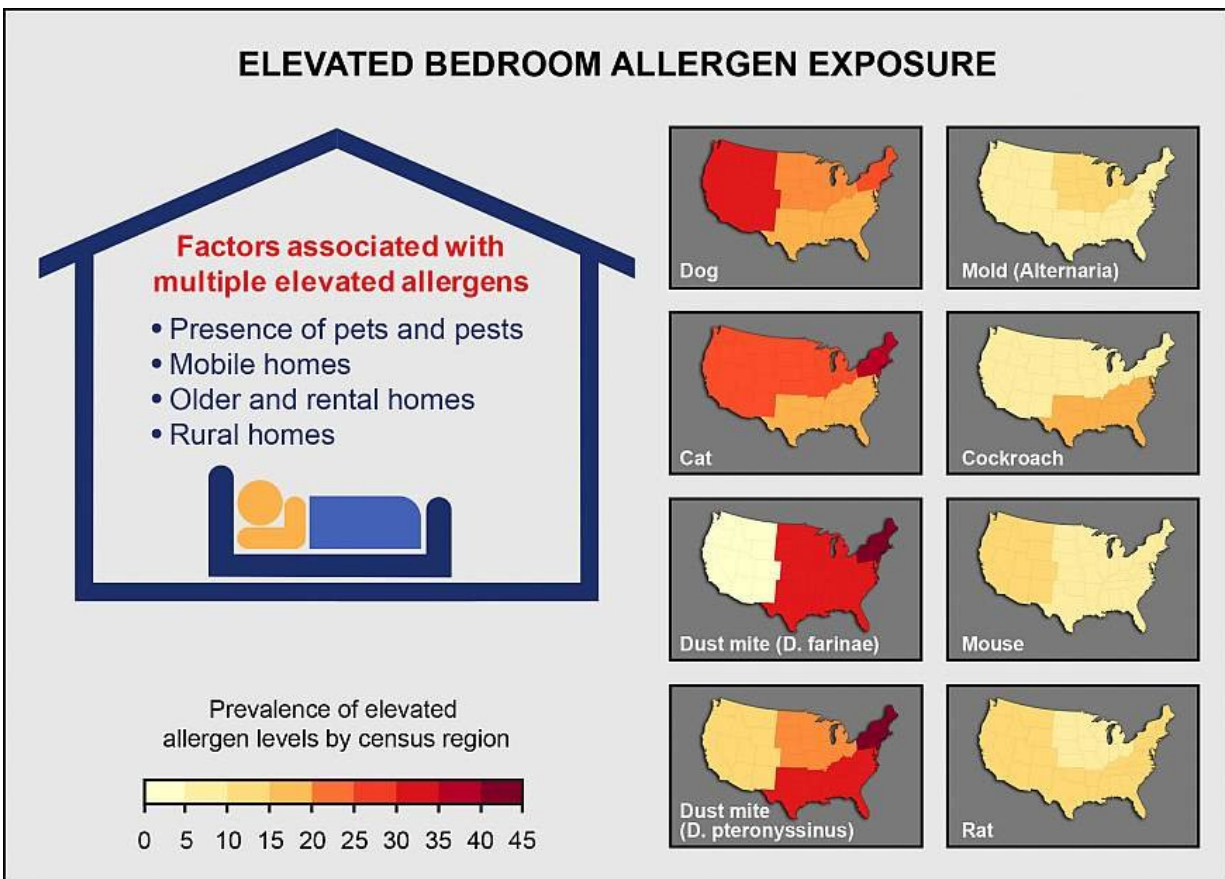 ELEVATED BEDROOM ALLERGEN EXPOSURE
Factors associated with
multiple elevated allergens
• Presence of pets and pests
• Mobile homes
• Older and rental homes
• Rural homes
Prevalence of elevated
allergen levels by census region
0 5 10 15 20 25 30 35 40 45
Dog
Mold (Alternaria)
Cat
Cockroach
Dust mite (D. farinae)
Mouse
Dust mite
(D. pteronyssinus)
Rat